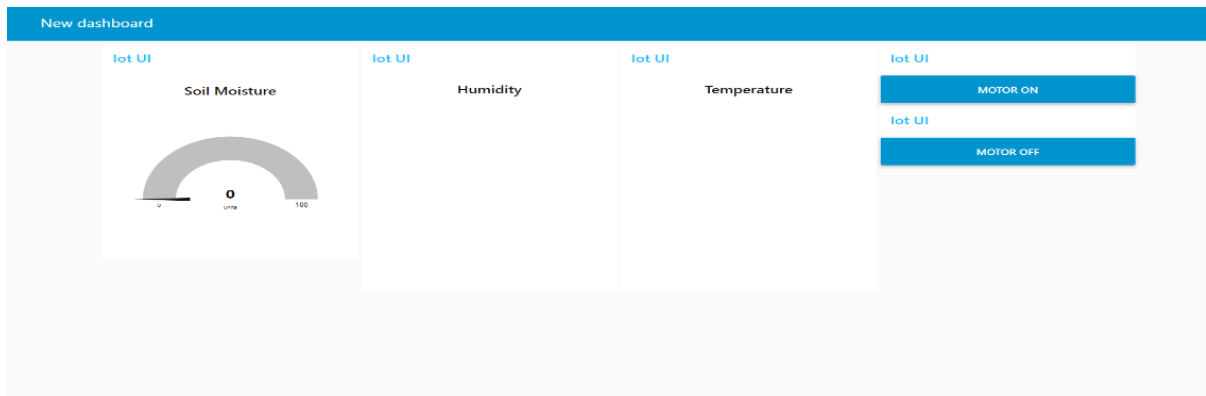 New dashboard
Iot UI
Soil Moisture
0
units
0
100
Iot UI
Humidity
Iot UI
Temperature
Iot UI
MOTOR ON
Iot UI
MOTOR OFF